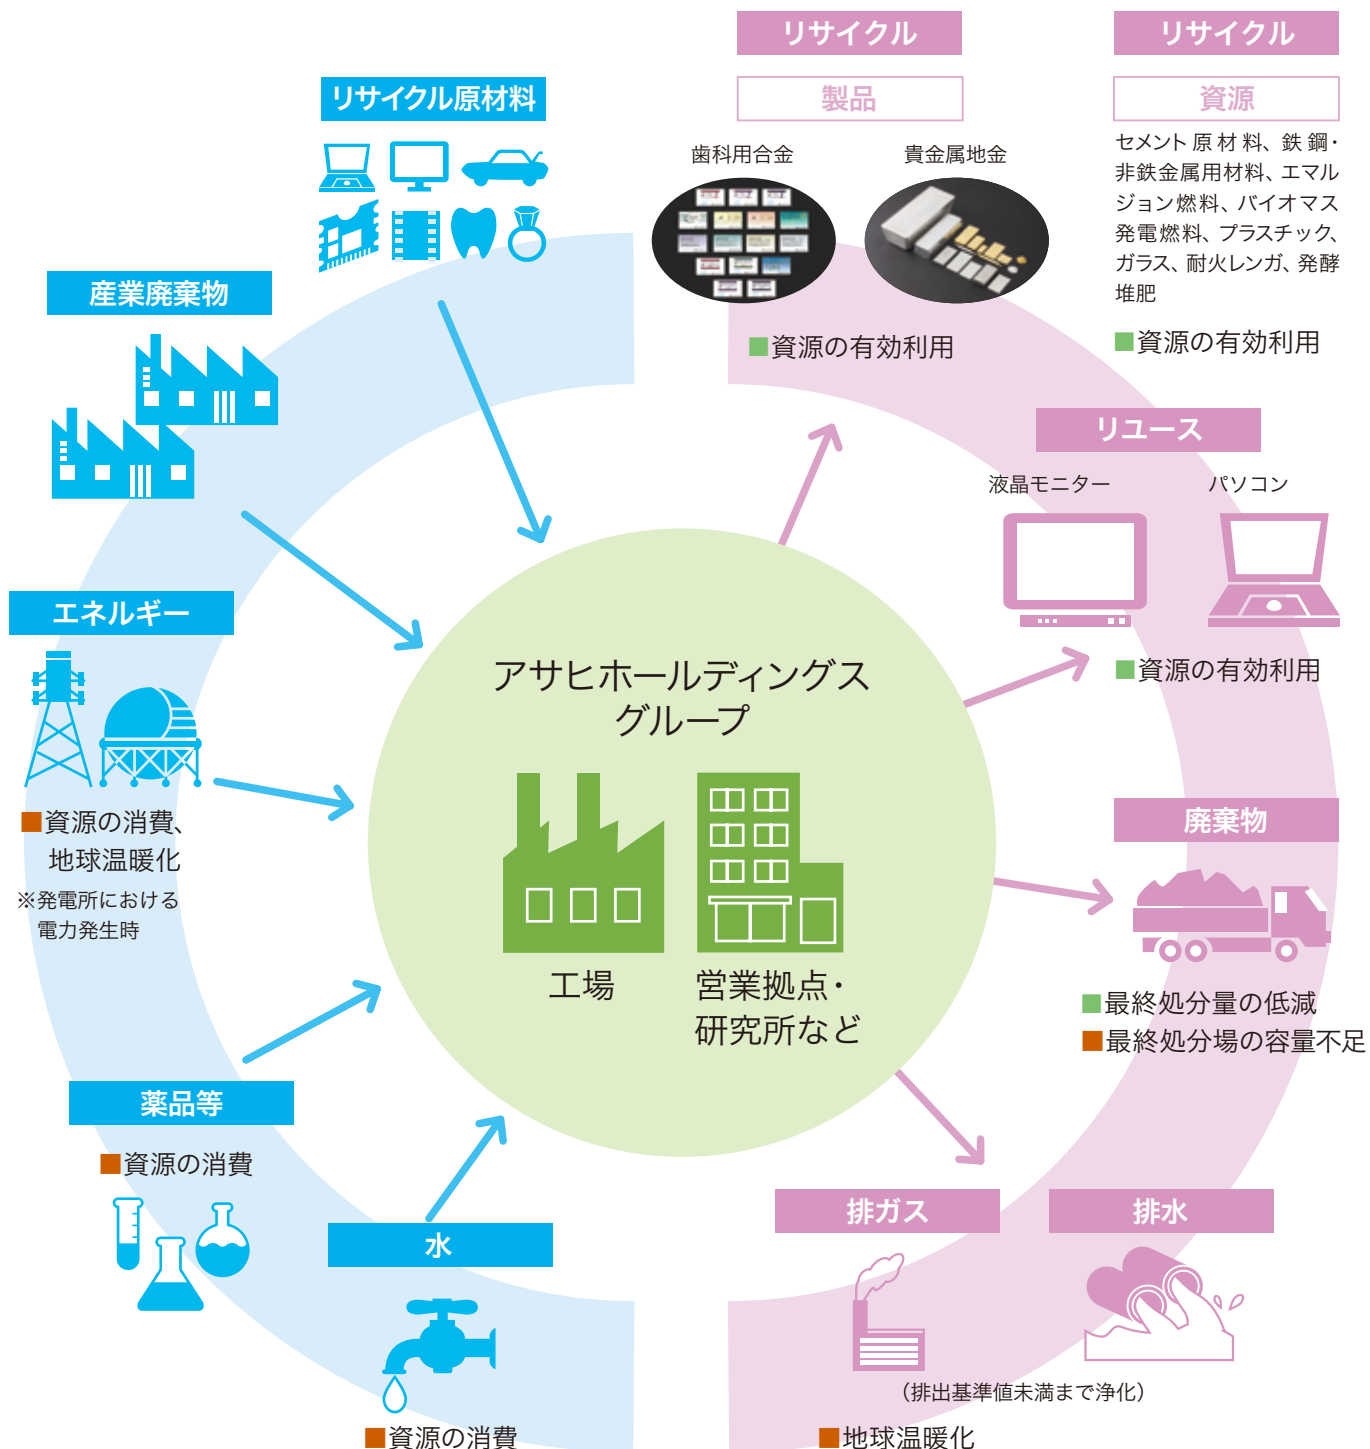 リサイクル
製品
歯科用合金
貴金属地金
■資源の有効利用
リサイクル
資源
セメント原材料、鉄鋼・
非鉄金属用材料、エマル
ジョン燃料、バイオマス
発電燃料、プラスチック、
ガラス、耐火レンガ、発酵
堆肥
■資源の有効利用
リサイクル原材料
産業廃棄物
エネルギー
■資源の消費、
地球温暖化
※発電所における
電力発生時
薬品等
■資源の消費
水
■資源の消費
アサヒホールディングス
グループ
工場
営業拠点・
研究所など
リユース
液晶モニター
パソコン
■資源の有効利用
廃棄物
■最終処分量の低減
■最終処分場の容量不足
排ガス
排水
（排出基準値未満まで浄化）
■地球温暖化